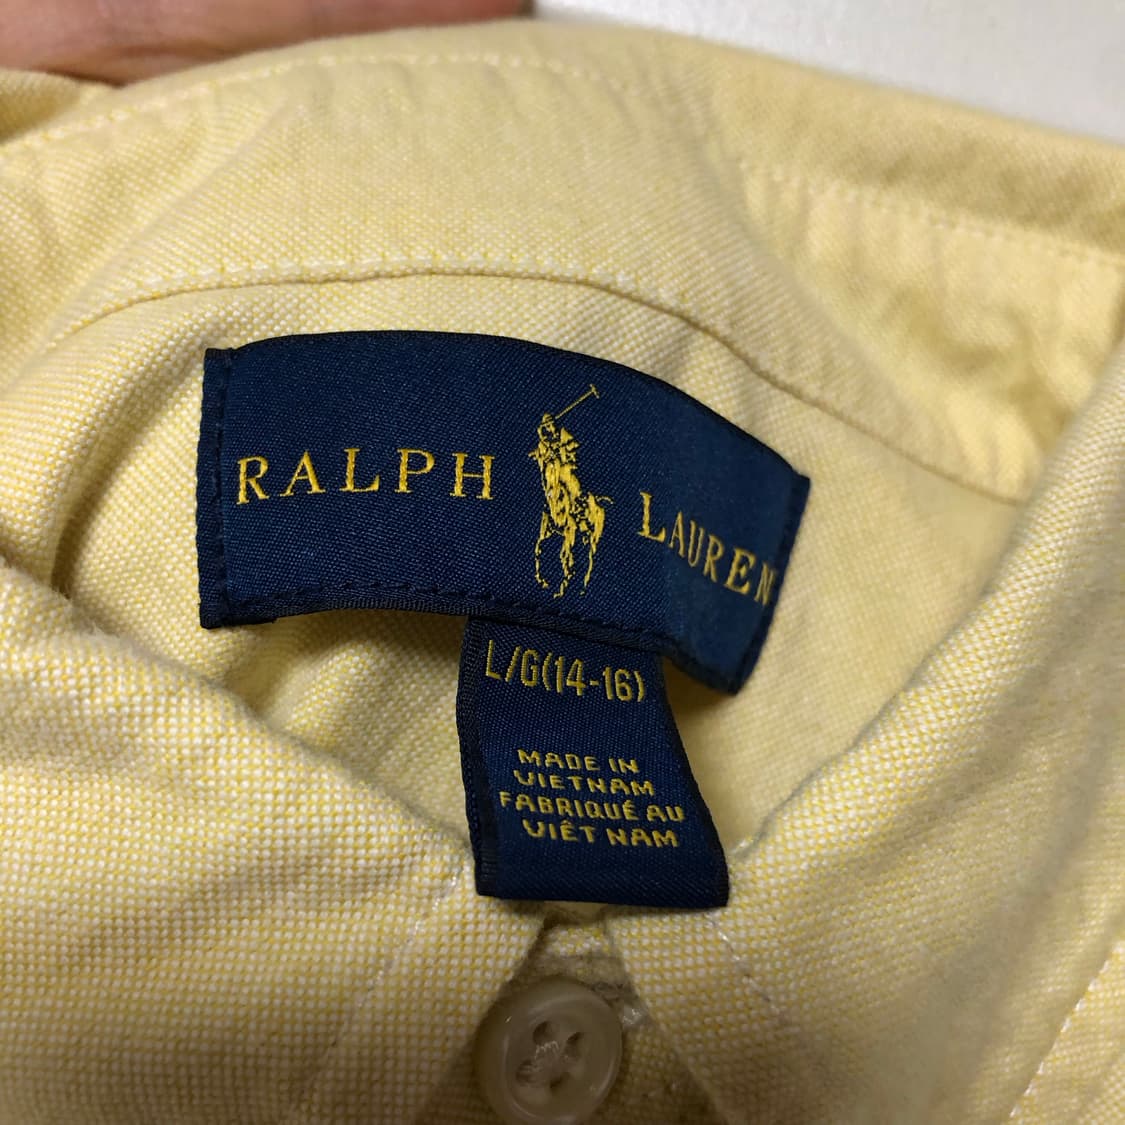 RALPH LAUREN
L/G(14-16)
MADE IN
VIETNAM
FABRIQUÉ AU
VIÊT NAM